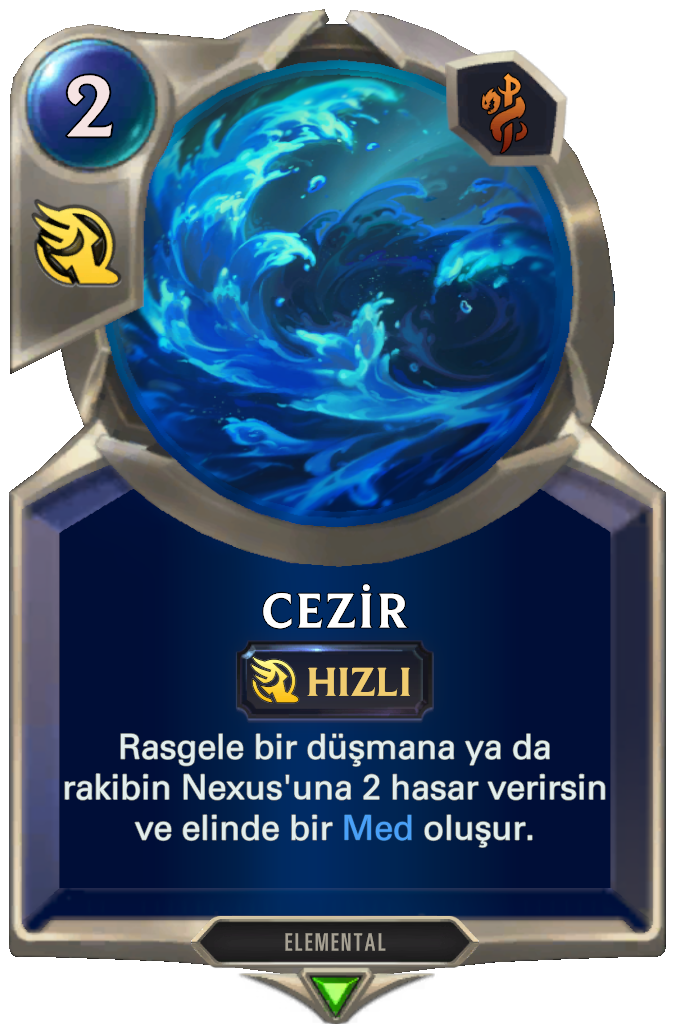 2
CEZİR
HIZLI
Rasgele bir düşmana ya da
rakibin Nexus'una 2 hasar verirsin
ve elinde bir Med oluşur.
ELEMENTAL